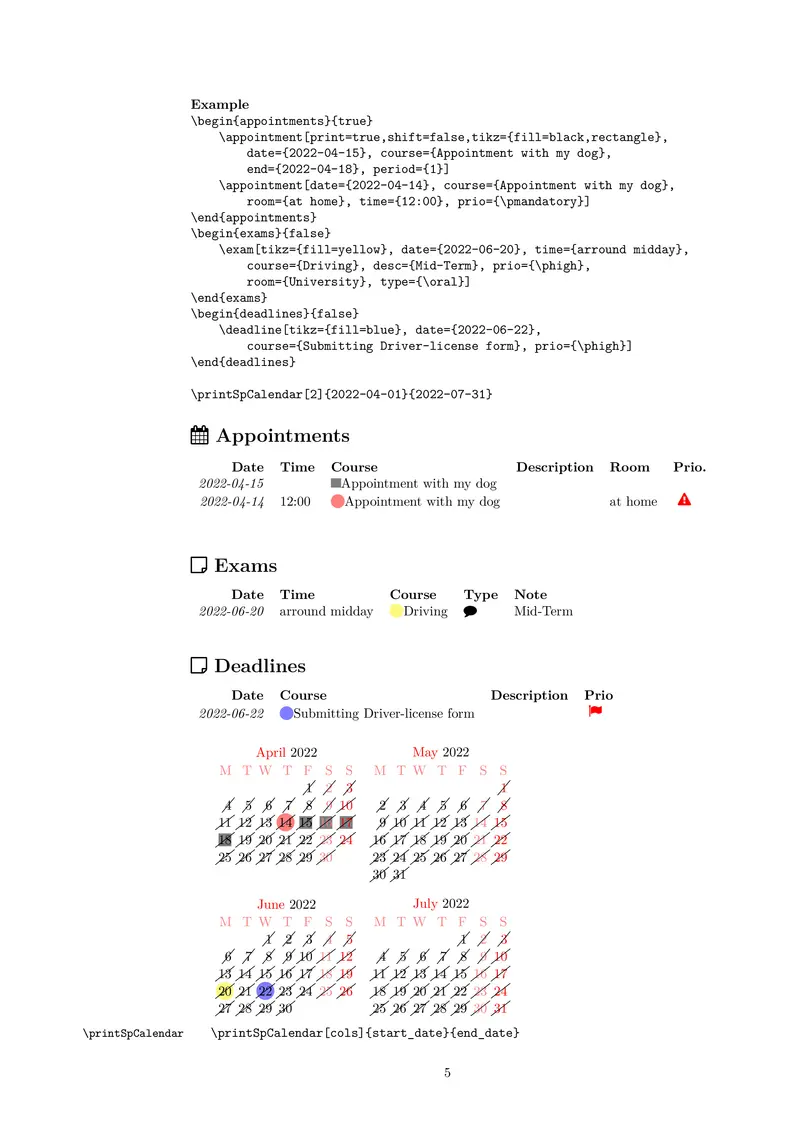 Example
\begin{appointments}{true}
\appointment[print=true,shift=false,tikz={fill=black,rectangle},
date={2022-04-15}, course={Appointment with my dog},
end={2022-04-18}, period={1}]
\appointment[date={2022-04-14}, course={Appointment with my dog},
room={at home}, time={12:00}, prio={\pmandatory}]
\end{appointments}
\begin{exams}{false}
\exam[tikz={fill=yellow}, date={2022-06-20}, time={arround midday},
course={Driving}, desc={Mid-Term}, prio={\phigh},
room={University}, type={\oral}]
\end{exams}
\begin{deadlines}{false}
\deadline[tikz={fill=blue}, date={2022-06-22},
course={Submitting Driver-license form}, prio={\phigh}]
\end{deadlines}
\printSpCalendar[2]{2022-04-01}{2022-07-31}
Appointments
Date Time Course Description Room Prio.
2022-04-15 Appointment with my dog
2022-04-14 12:00 Appointment with my dog at home
Exams
Date Time Course Type Note
2022-06-20 arround midday Driving Mid-Term
Deadlines
Date Course Description Prio
2022-06-22 Submitting Driver-license form
April 2022 May 2022
M T W T F S S M T W T F S S
1 2 3 1
4 5 6 7 8 9 10 2 3 4 5 6 7 8
11 12 13 14 15 16 17 9 10 11 12 13 14 15
18 19 20 21 22 23 24 16 17 18 19 20 21 22
25 26 27 28 29 30 23 24 25 26 27 28 29
30 31
June 2022 July 2022
M T W T F S S M T W T F S S
1 2 3 4 5 1 2 3
6 7 8 9 10 11 12 4 5 6 7 8 9 10
13 14 15 16 17 18 19 11 12 13 14 15 16 17
20 21 22 23 24 25 26 18 19 20 21 22 23 24
27 28 29 30 25 26 27 28 29 30 31
\printSpCalendar \printSpCalendar[cols]{start_date}{end_date}
5